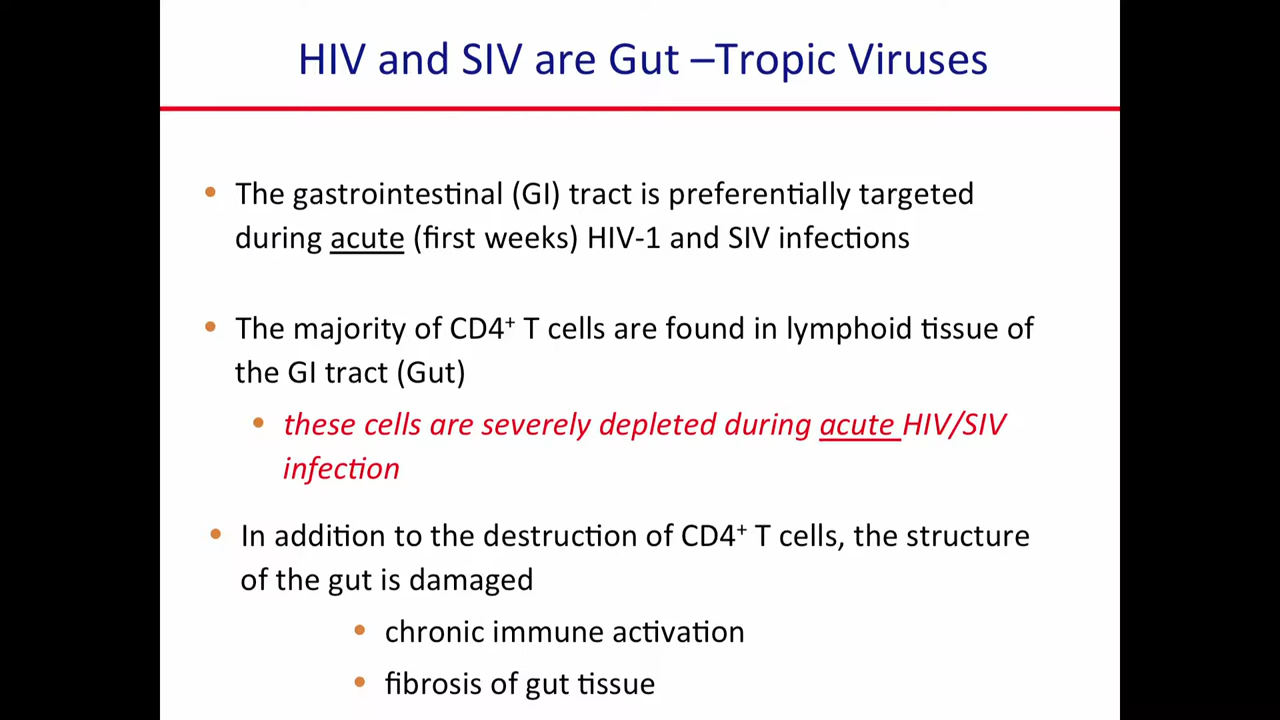 HIV and SIV are Gut –Tropic Viruses
• The gastrointestinal (GI) tract is preferentially targeted
during acute (first weeks) HIV-1 and SIV infections
• The majority of CD4⁺ T cells are found in lymphoid tissue of
the GI tract (Gut)
• these cells are severely depleted during acute HIV/SIV
infection
• In addition to the destruction of CD4⁺ T cells, the structure
of the gut is damaged
• chronic immune activation
• fibrosis of gut tissue